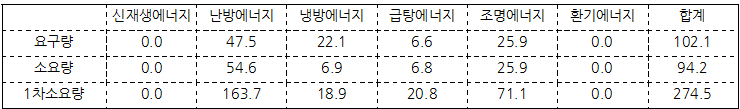 신재생에너지 난방에너지 냉방에너지 급탕에너지 조명에너지 환기에너지 합계
요구량 0.0 47.5 22.1 6.6 25.9 0.0 102.1
소요량 0.0 54.6 6.9 6.8 25.9 0.0 94.2
1차소요량 0.0 163.7 18.9 20.8 71.1 0.0 274.5